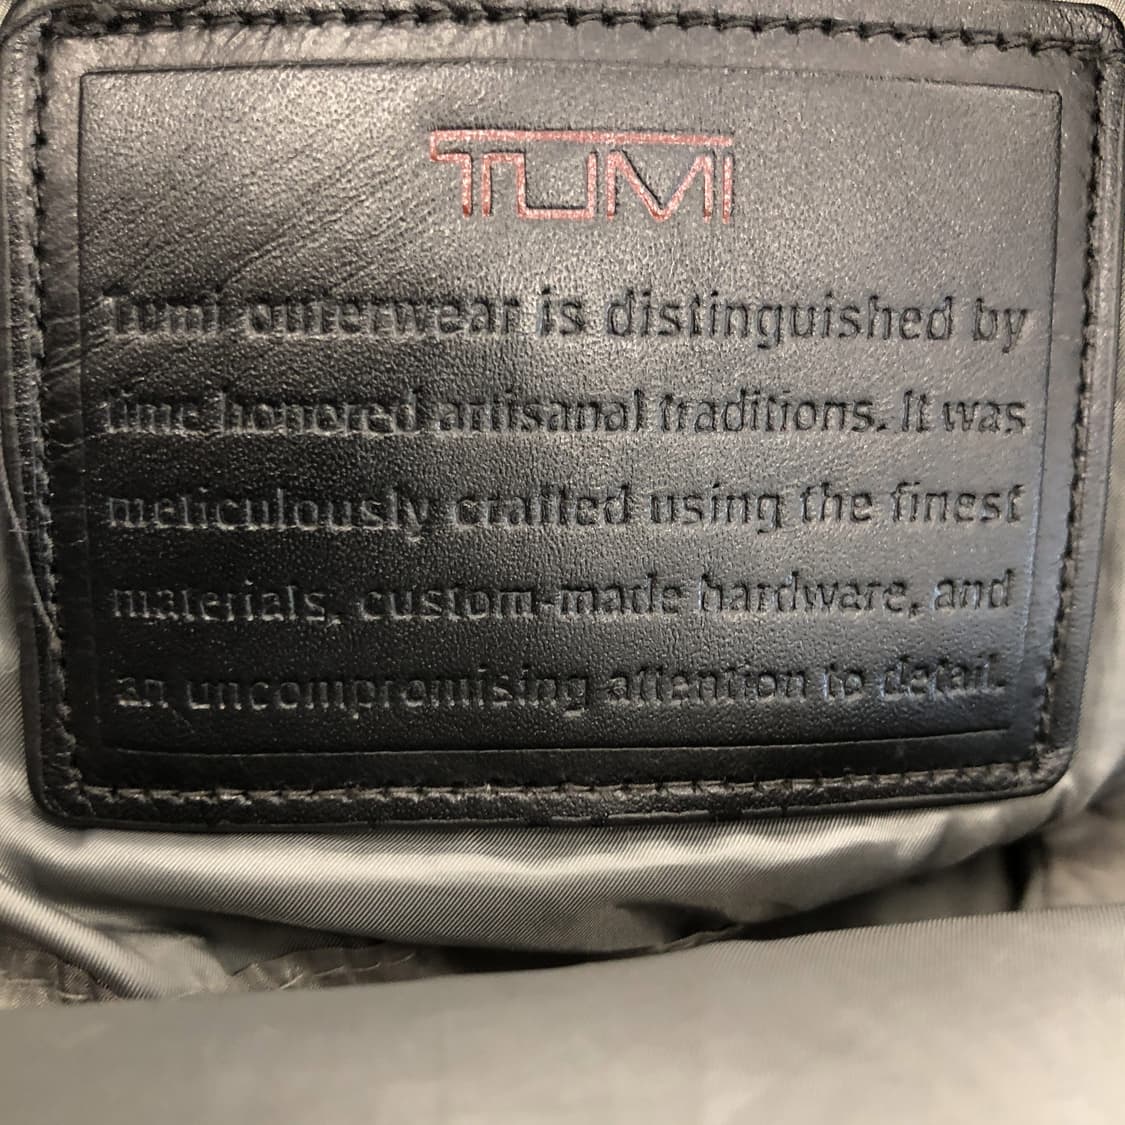 TUMI
Tumi outerwear is distinguished by
time honored artisanal traditions. It was
meticulously crafted using the finest
materials, custom-made hardware, and
an uncompromising attention to detail.